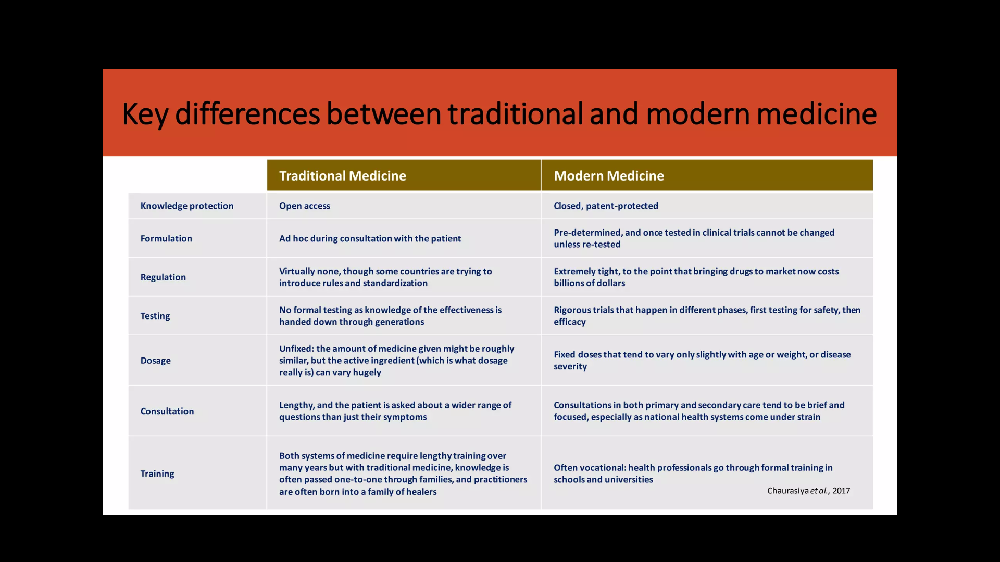 Key differences between traditional and modern medicine
Traditional Medicine
Modern Medicine
Knowledge protection
Open access
Closed, patent-protected
Formulation
Ad hoc during consultation with the patient
Pre-determined, and once tested in clinical trials cannot be changed
unless re-tested
Regulation
Virtually none, though some countries are trying to
introduce rules and standardization
Extremely tight, to the point that bringing drugs to market now costs
billions of dollars
Testing
No formal testing as knowledge of the effectiveness is
handed down through generations
Rigorous trials that happen in different phases, first testing for safety, then
efficacy
Dosage
Unfixed: the amount of medicine given might be roughly
similar, but the active ingredient (which is what dosage
really is) can vary hugely
Fixed doses that tend to vary only slightly with age or weight, or disease
severity
Consultation
Lengthy, and the patient is asked about a wider range of
questions than just their symptoms
Consultations in both primary and secondary care tend to be brief and
focused, especially as national health systems come under strain
Training
Both systems of medicine require lengthy training over
many years but with traditional medicine, knowledge is
often passed one-to-one through families, and practitioners
are often born into a family of healers
Often vocational: health professionals go through formal training in
schools and universities
Chaurasiya et al., 2017